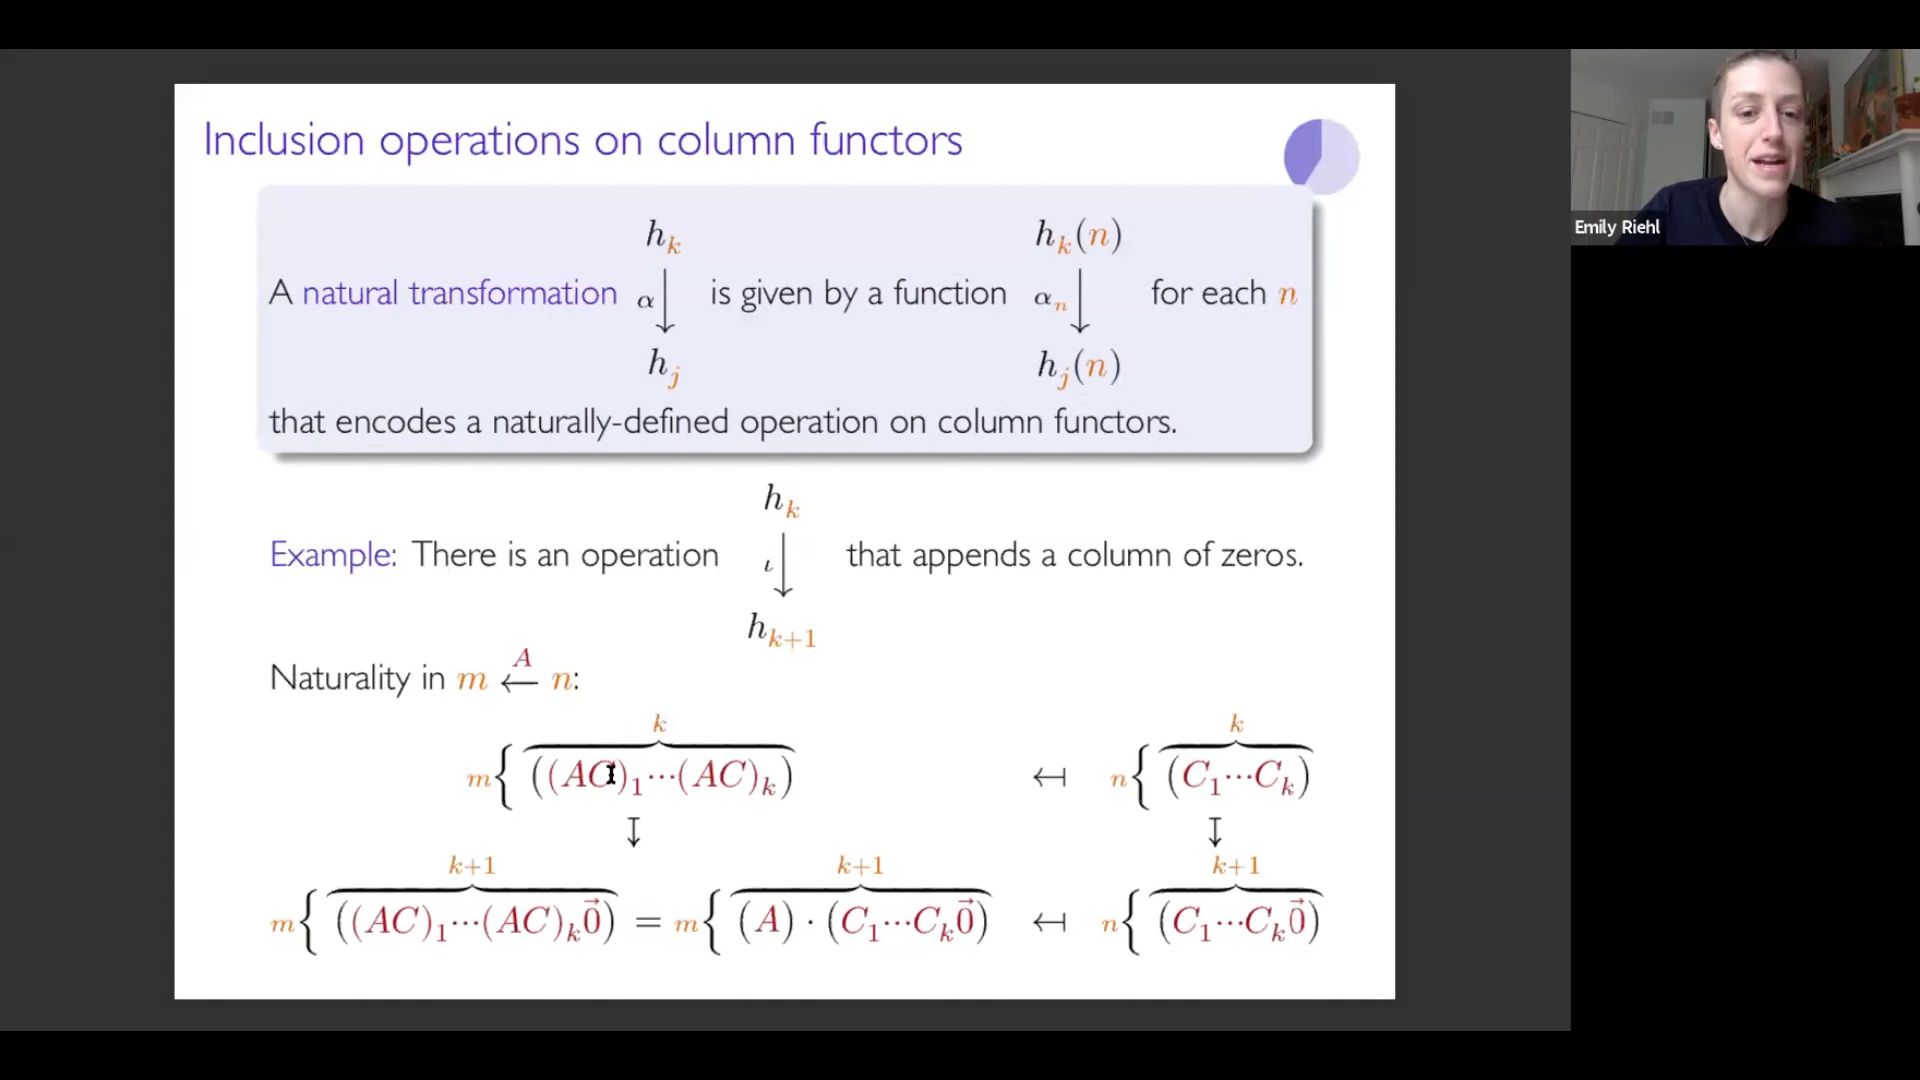 Inclusion operations on column functors
Emily Riehl
h_k h_k(n)
A natural transformation α ↓ is given by a function α_n ↓ for each n
h_j h_j(n)
that encodes a naturally-defined operation on column functors.
h_k
Example: There is an operation ι ↓ that appends a column of zeros.
h_{k+1}
A
Naturality in m ← n:
k k
m{ ((AC)_1···(AC)_k) ↤ n{ (C_1···C_k)
↧ ↧
k+1 k+1 k+1
m{ ((AC)_1···(AC)_k 0⃗) = m{ (A) · (C_1···C_k 0⃗) ↤ n{ (C_1···C_k 0⃗)